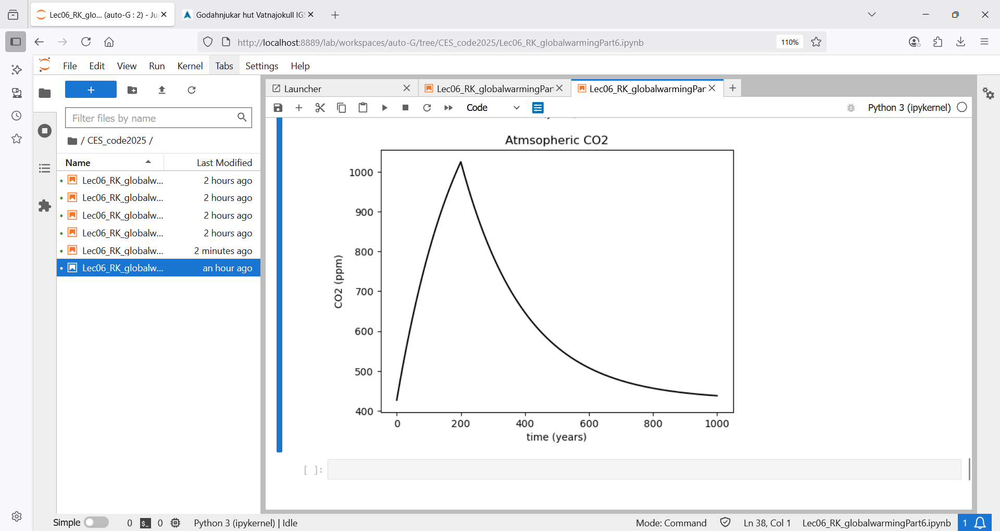 Lec06_RK_glo... (auto-G : 2) - Ju
Godahnjukar hut Vatnajokull IGS
http://localhost:8889/lab/workspaces/auto-G/tree/CES_code2025/Lec06_RK_globalwarmingPart6.ipynb
110%
File Edit View Run Kernel Tabs Settings Help
+
Filter files by name
/ CES_code2025 /
Name Last Modified
Lec06_RK_globalw... 2 hours ago
Lec06_RK_globalw... 2 hours ago
Lec06_RK_globalw... 2 hours ago
Lec06_RK_globalw... 2 hours ago
Lec06_RK_globalw... 2 minutes ago
Lec06_RK_globalw... an hour ago
Launcher
Lec06_RK_globalwarmingPar
Lec06_RK_globalwarmingPar
Code
Python 3 (ipykernel)
Atmsopheric CO2
1000
900
800
700
600
500
400
CO2 (ppm)
0 200 400 600 800 1000
time (years)
[ ]:
Simple 0 $_ 0 Python 3 (ipykernel) | Idle
Mode: Command Ln 38, Col 1 Lec06_RK_globalwarmingPart6.ipynb 1